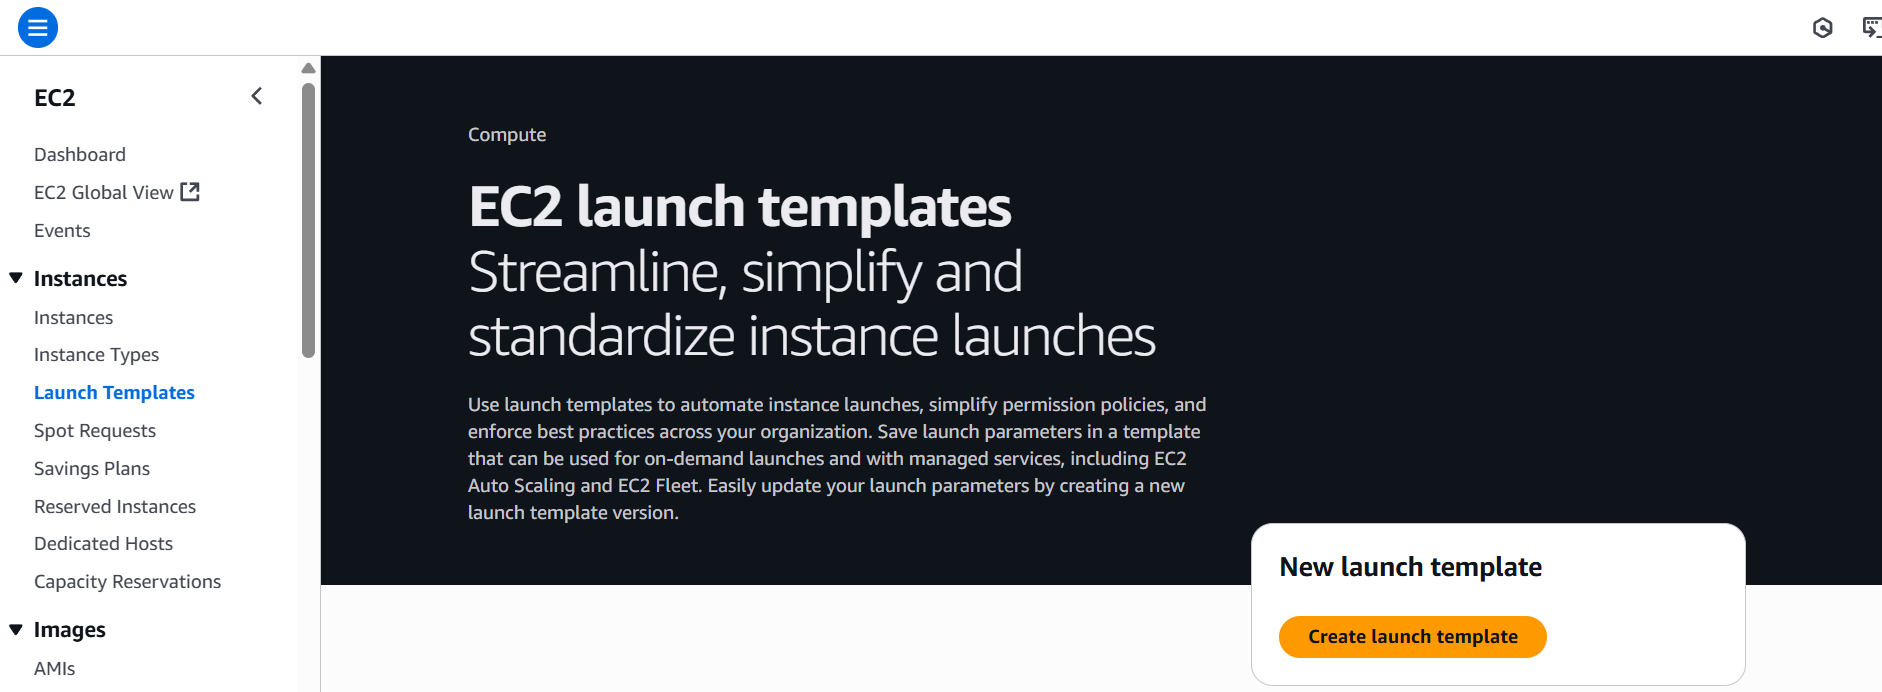 EC2
Dashboard
EC2 Global View
Events
Instances
Instances
Instance Types
Launch Templates
Spot Requests
Savings Plans
Reserved Instances
Dedicated Hosts
Capacity Reservations
Images
AMIs
Compute
EC2 launch templates
Streamline, simplify and
standardize instance launches
Use launch templates to automate instance launches, simplify permission policies, and
enforce best practices across your organization. Save launch parameters in a template
that can be used for on-demand launches and with managed services, including EC2
Auto Scaling and EC2 Fleet. Easily update your launch parameters by creating a new
launch template version.
New launch template
Create launch template